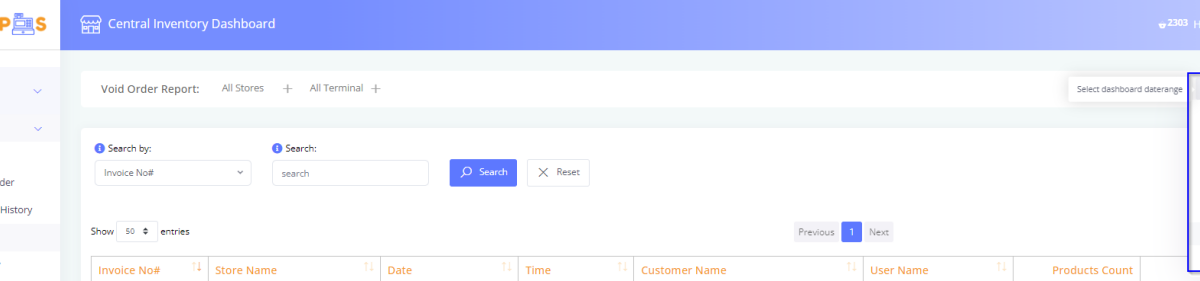 P S
Central Inventory Dashboard
2303
Void Order Report: All Stores + All Terminal +
Select dashboard daterange
Search by: Search:
Invoice No# search Search Reset
der
History
Show 50 entries
Previous 1 Next
Invoice No# Store Name Date Time Customer Name User Name Products Count